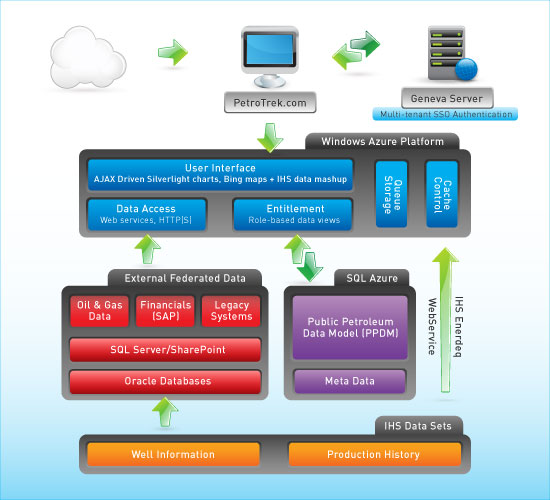 PetroTrek.com
Geneva Server
Multi-tenant SSO Authentication
Windows Azure Platform
User Interface
AJAX Driven Silverlight charts, Bing maps + IHS data mashup
Data Access
Web services, HTTP(S)
Entitlement
Role-based data views
Queue
Storage
Cache
Control
External Federated Data
Oil & Gas
Data
Financials
(SAP)
Legacy
Systems
SQL Server/SharePoint
Oracle Databases
SQL Azure
Public Petroleum
Data Model (PPDM)
Meta Data
IHS Enerdeq
WebService
IHS Data Sets
Well Information
Production History